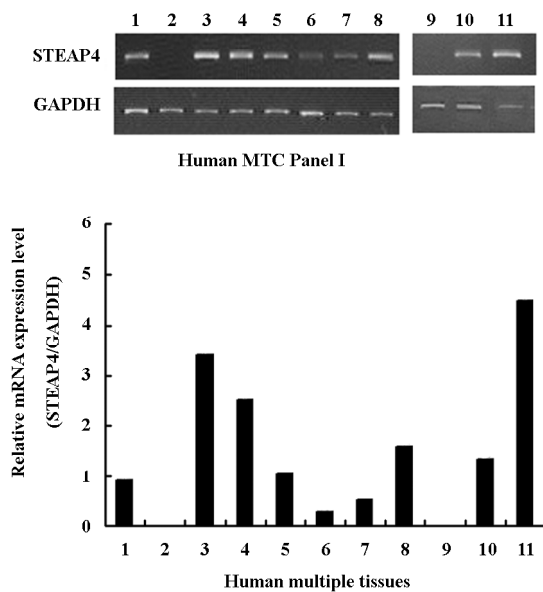 1 2 3 4 5 6 7 8 9 10 11
STEAP4
GAPDH
Human MTC Panel I
Relative mRNA expression level
(STEAP4/GAPDH)
6
5
4
3
2
1
0
1 2 3 4 5 6 7 8 9 10 11
Human multiple tissues